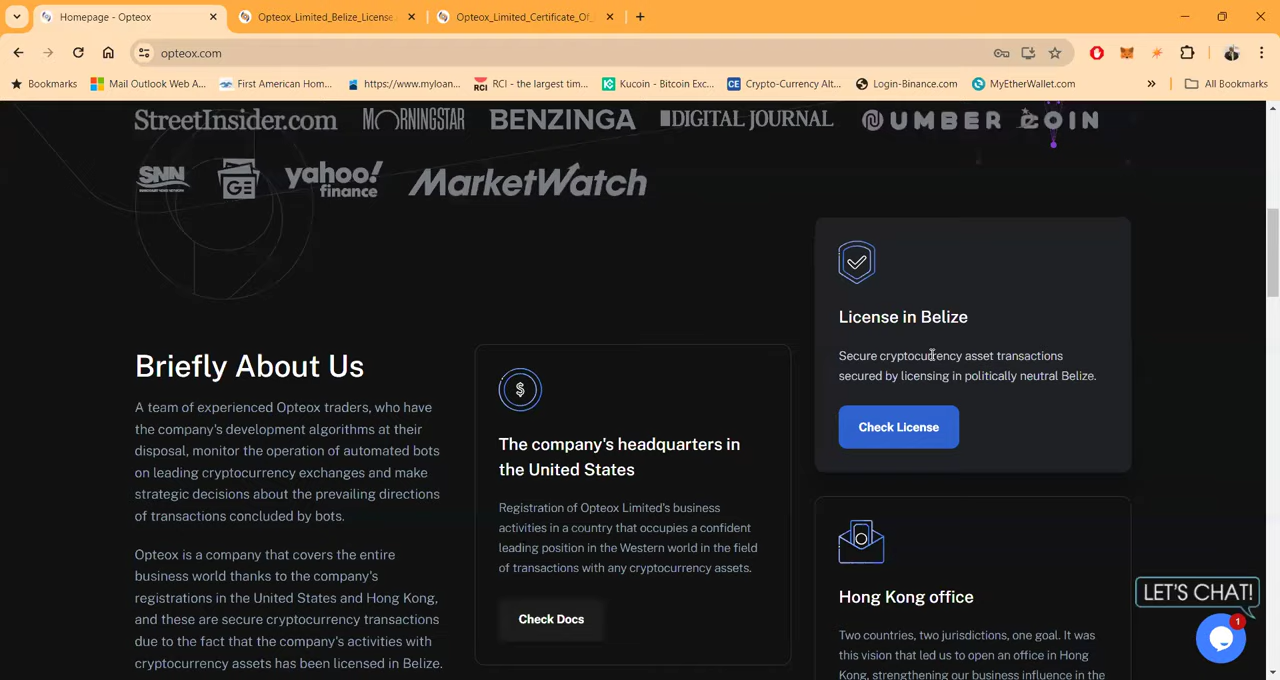 Homepage - Opteox
Opteox_Limited_Belize_License
Opteox_Limited_Certificate_Of_
opteox.com
Bookmarks
Mail Outlook Web A...
First American Hom...
https://www.myloan...
RCI - the largest tim...
Kucoin - Bitcoin Exc...
Crypto-Currency Alt...
Login-Binance.com
MyEtherWallet.com
»
All Bookmarks
StreetInsider.com
MORNINGSTAR
BENZINGA
DIGITAL JOURNAL
NUMBER COIN
SNN
GE
yahoo!
finance
MarketWatch
License in Belize
Secure cryptocurrency asset transactions
secured by licensing in politically neutral Belize.
Check License
Briefly About Us
A team of experienced Opteox traders, who have
the company's development algorithms at their
disposal, monitor the operation of automated bots
on leading cryptocurrency exchanges and make
strategic decisions about the prevailing directions
of transactions concluded by bots.
Opteox is a company that covers the entire
business world thanks to the company's
registrations in the United States and Hong Kong,
and these are secure cryptocurrency transactions
due to the fact that the company's activities with
cryptocurrency assets has been licensed in Belize.
The company's headquarters in
the United States
Registration of Opteox Limited's business
activities in a country that occupies a confident
leading position in the Western world in the field
of transactions with any cryptocurrency assets.
Check Docs
Hong Kong office
Two countries, two jurisdictions, one goal. It was
this vision that led us to open an office in Hong
Kong, strengthening our business influence in the
LET'S CHAT!
1